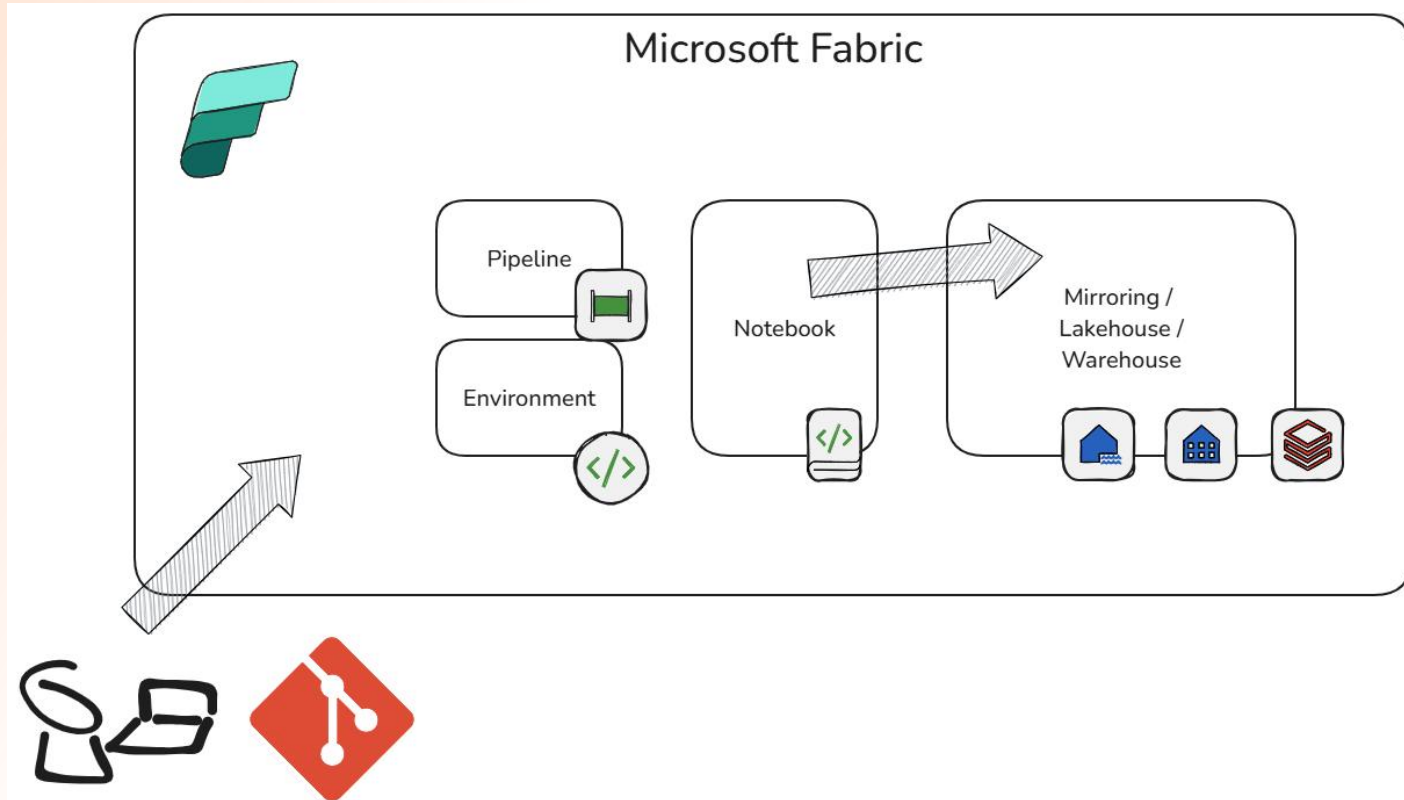 Microsoft Fabric
Pipeline
Environment
Notebook
Mirroring /
Lakehouse /
Warehouse